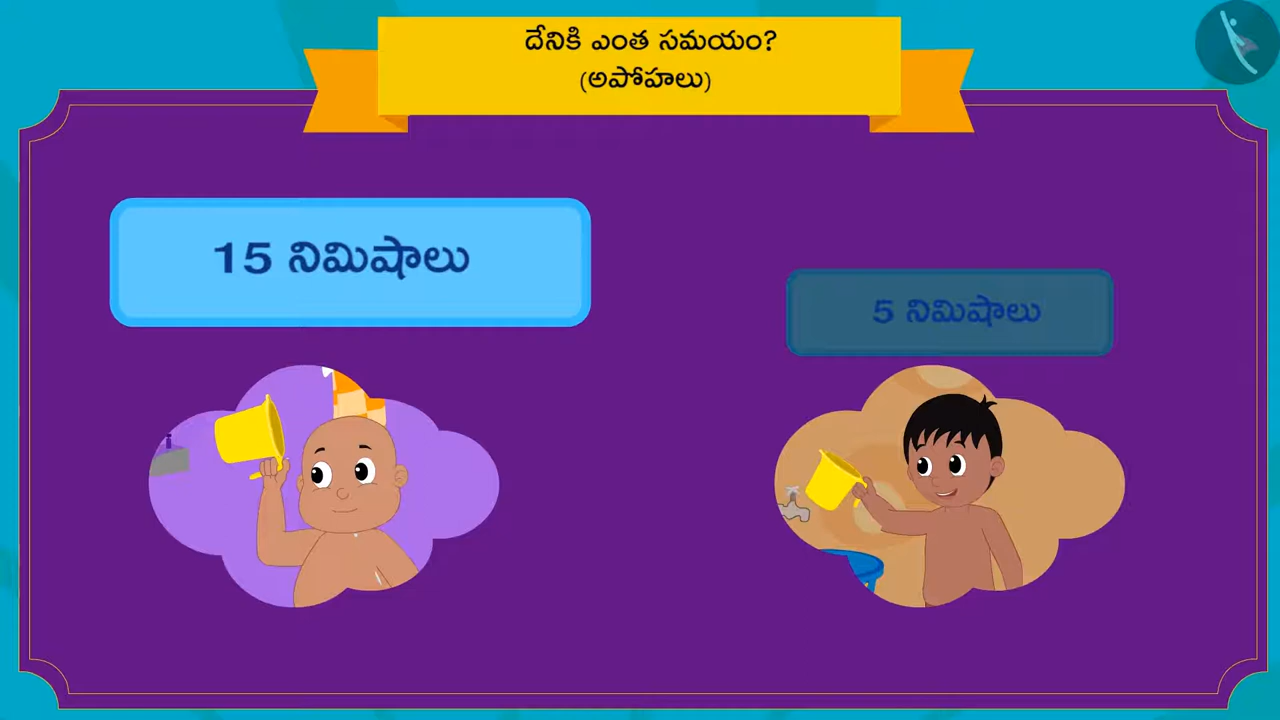 దేనికి ఎంత సమయం?
(అపోహలు)
15 నిమిషాలు
5 నిమిషాలు